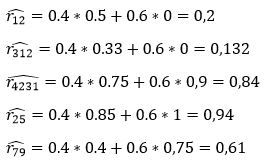 r̂₁₂ = 0.4 * 0.5 + 0.6 * 0 = 0,2
r̂₃₁₂ = 0.4 * 0.33 + 0.6 * 0 = 0,132
r̂₄₂₃₁ = 0.4 * 0.75 + 0.6 * 0,9 = 0,84
r̂₂₅ = 0.4 * 0.85 + 0.6 * 1 = 0,94
r̂₇₉ = 0.4 * 0.4 + 0.6 * 0,75 = 0,61